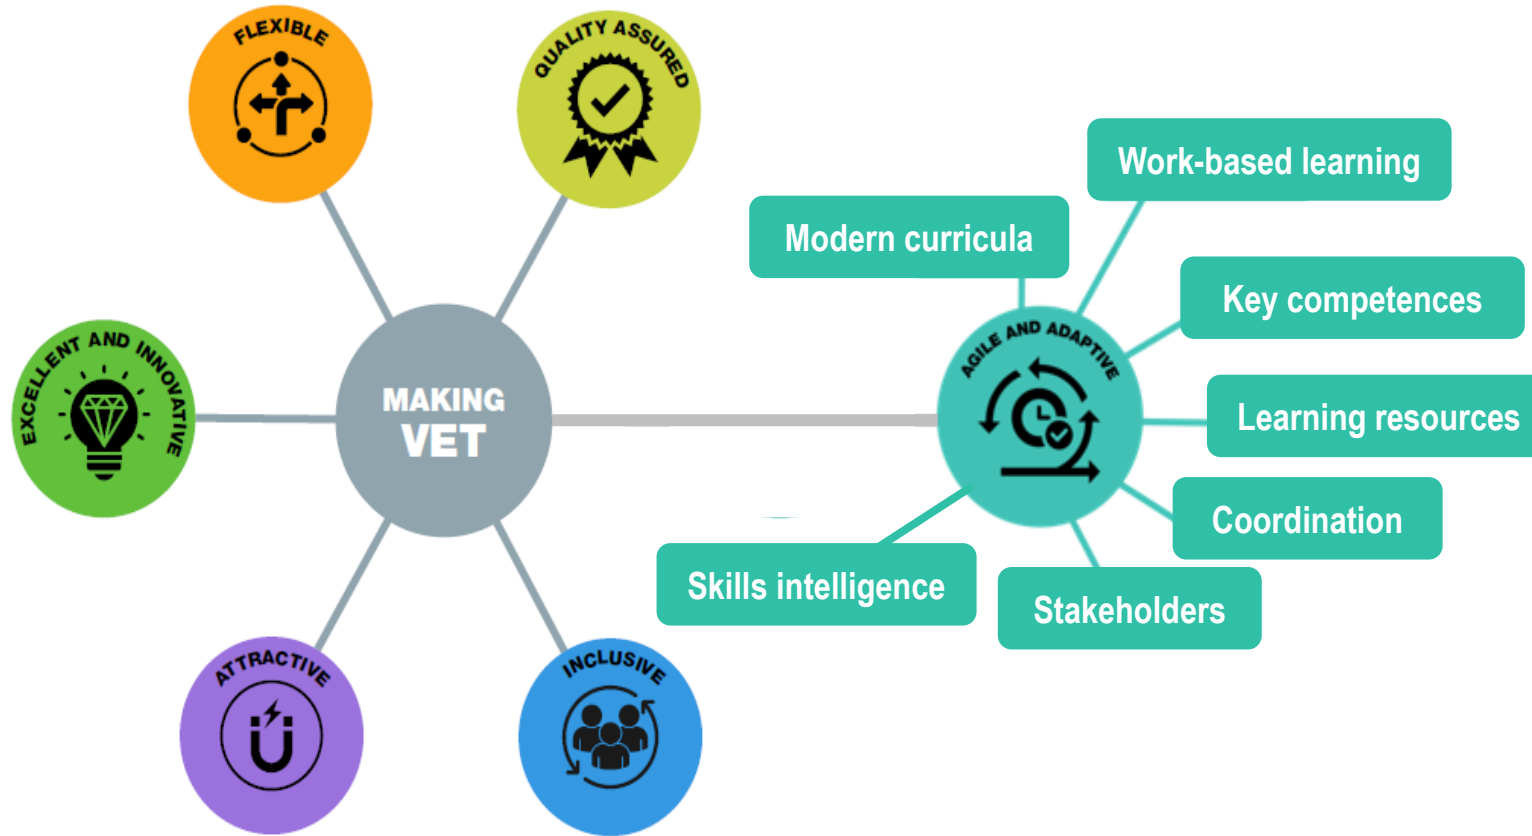 FLEXIBLE
QUALITY ASSURED
Work-based learning
Modern curricula
Key competences
AGILE AND ADAPTIVE
EXCELLENT AND INNOVATIVE
MAKING
VET
Learning resources
Coordination
Skills intelligence
Stakeholders
ATTRACTIVE
INCLUSIVE